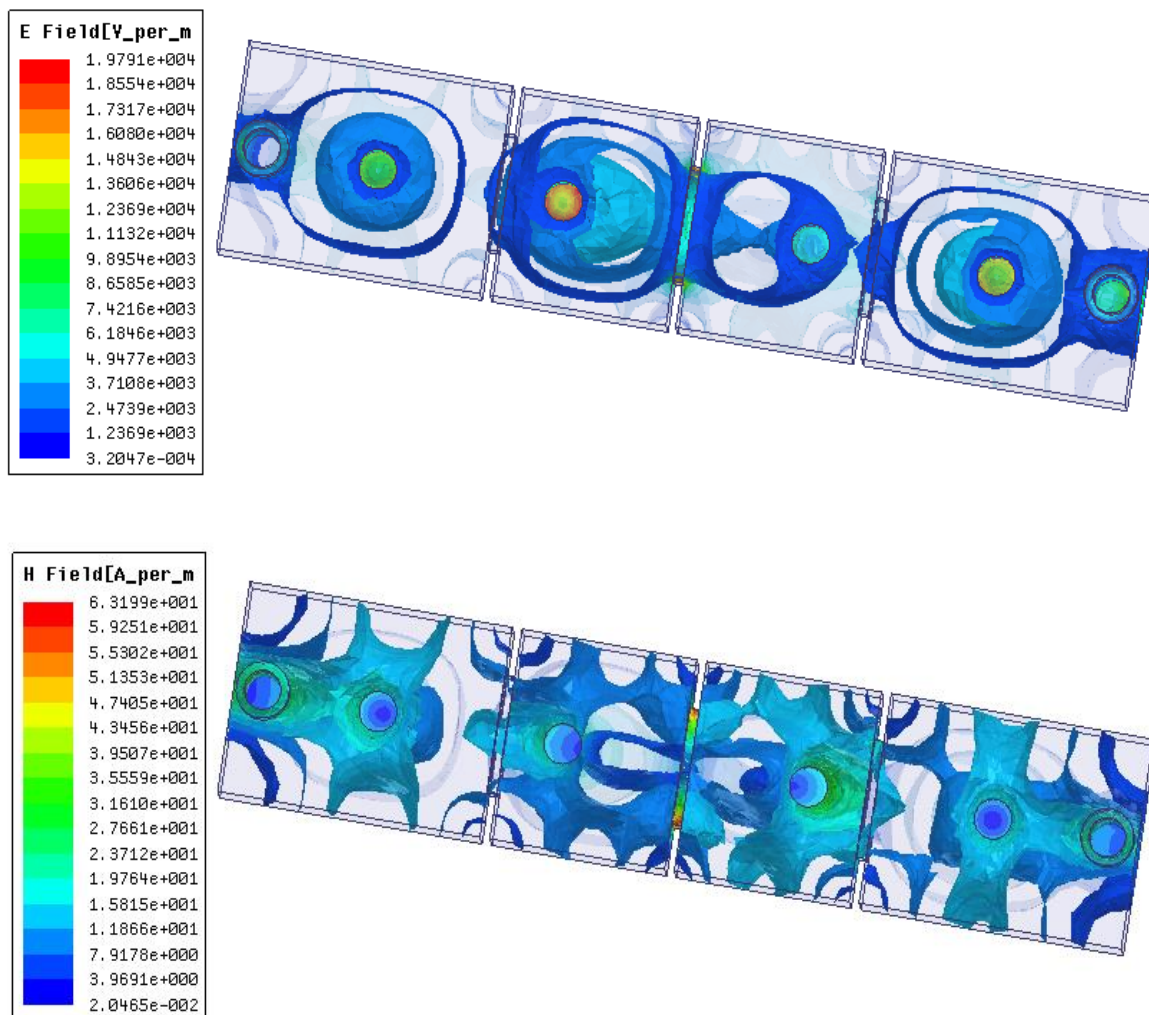 E Field[V_per_m
1.9791e+004
1.8554e+004
1.7317e+004
1.6080e+004
1.4843e+004
1.3606e+004
1.2369e+004
1.1132e+004
9.8954e+003
8.6585e+003
7.4216e+003
6.1846e+003
4.9477e+003
3.7108e+003
2.4739e+003
1.2369e+003
3.2047e-004
H Field[A_per_m
6.3199e+001
5.9251e+001
5.5302e+001
5.1353e+001
4.7405e+001
4.3456e+001
3.9507e+001
3.5559e+001
3.1610e+001
2.7661e+001
2.3712e+001
1.9764e+001
1.5815e+001
1.1866e+001
7.9178e+000
3.9691e+000
2.0465e-002